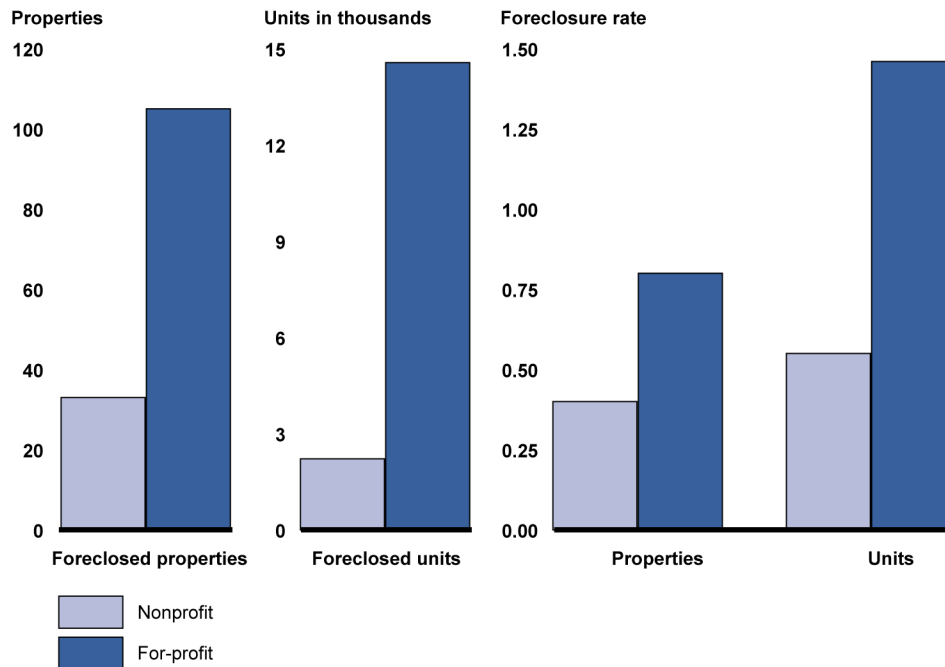 Properties
120
100
80
60
40
20
0
Foreclosed properties
Units in thousands
15
12
9
6
3
0
Foreclosed units
Foreclosure rate
1.50
1.25
1.00
0.75
0.50
0.25
0.00
Properties Units
Nonprofit
For-profit